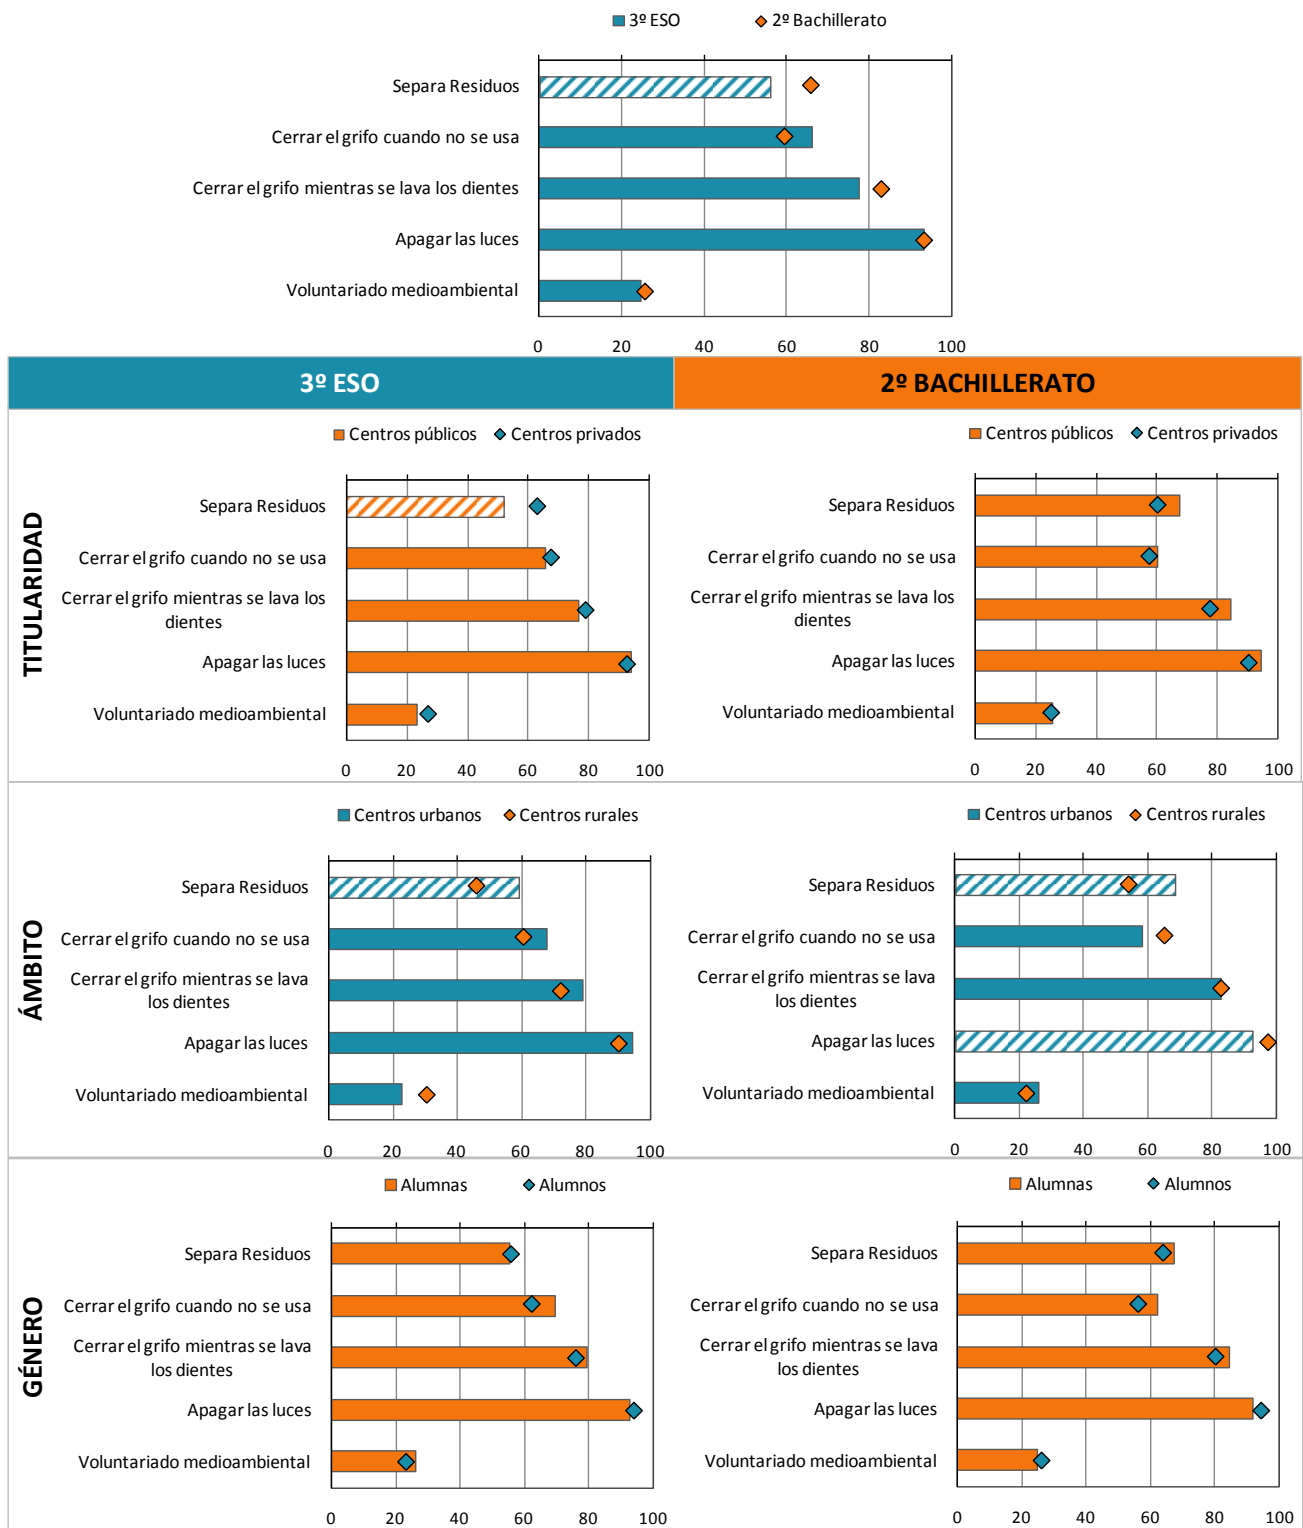 3º ESO 2º Bachillerato
Separa Residuos
Cerrar el grifo cuando no se usa
Cerrar el grifo mientras se lava los dientes
Apagar las luces
Voluntariado medioambiental
0 20 40 60 80 100
3º ESO 2º BACHILLERATO
TITULARIDAD
Centros públicos Centros privados
Separa Residuos
Cerrar el grifo cuando no se usa
Cerrar el grifo mientras se lava los
dientes
Apagar las luces
Voluntariado medioambiental
0 20 40 60 80 100
Centros públicos Centros privados
Separa Residuos
Cerrar el grifo cuando no se usa
Cerrar el grifo mientras se lava los
dientes
Apagar las luces
Voluntariado medioambiental
0 20 40 60 80 100
ÁMBITO
Centros urbanos Centros rurales
Separa Residuos
Cerrar el grifo cuando no se usa
Cerrar el grifo mientras se lava
los dientes
Apagar las luces
Voluntariado medioambiental
0 20 40 60 80 100
Centros urbanos Centros rurales
Separa Residuos
Cerrar el grifo cuando no se usa
Cerrar el grifo mientras se lava
los dientes
Apagar las luces
Voluntariado medioambiental
0 20 40 60 80 100
GÉNERO
Alumnas Alumnos
Separa Residuos
Cerrar el grifo cuando no se usa
Cerrar el grifo mientras se lava
los dientes
Apagar las luces
Voluntariado medioambiental
0 20 40 60 80 100
Alumnas Alumnos
Separa Residuos
Cerrar el grifo cuando no se usa
Cerrar el grifo mientras se lava
los dientes
Apagar las luces
Voluntariado medioambiental
0 20 40 60 80 100